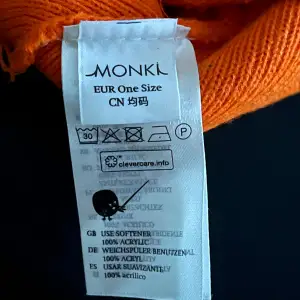 MONKI
EUR One Size
CN 均码
30
P
clevercare.info
GB USE SOFTENER
100% ACRYLIC
DE WEICHSPÜLER BENUTZEN
100% ACRYL
ES USAR SUAVIZANTE
100% acrílico